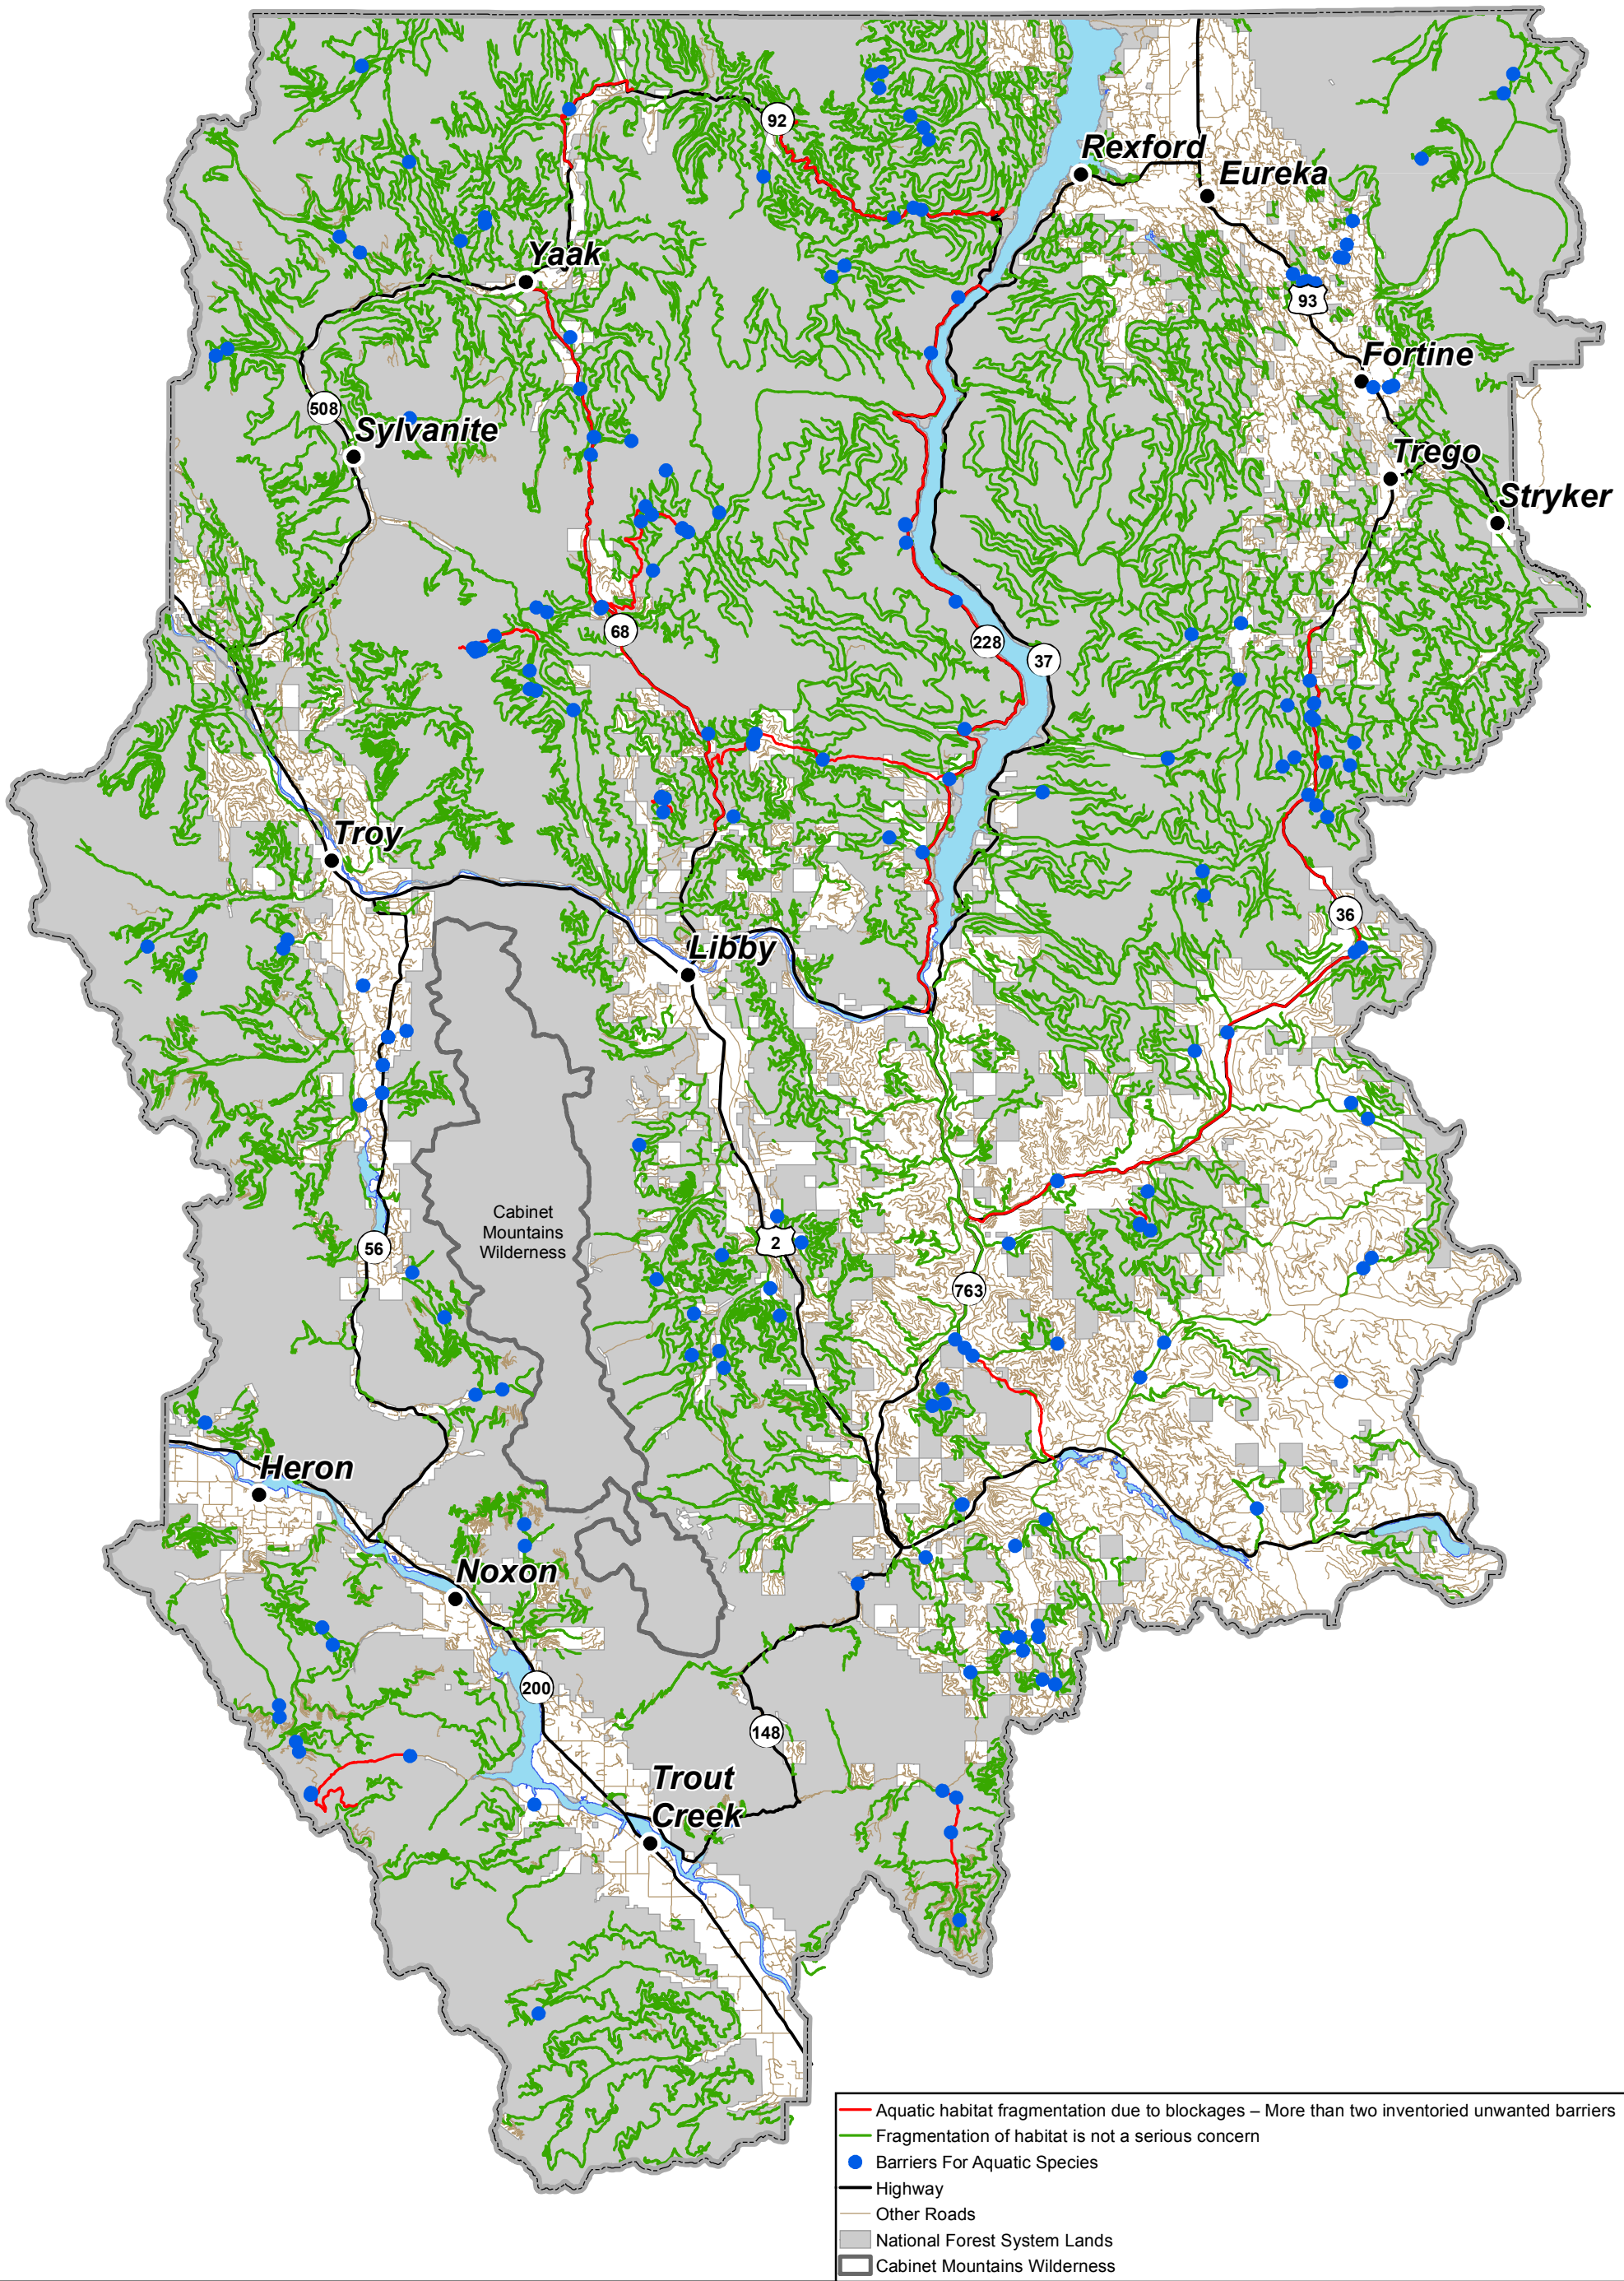 92
Rexford
Eureka
Yaak
93
Fortine
508
Sylvanite
Trego
Stryker
68
228
37
Troy
36
Libby
Cabinet
Mountains
Wilderness
2
56
763
Heron
Noxon
200
148
Trout
Creek
Aquatic habitat fragmentation due to blockages – More than two inventoried unwanted barriers
Fragmentation of habitat is not a serious concern
Barriers For Aquatic Species
Highway
Other Roads
National Forest System Lands
Cabinet Mountains Wilderness